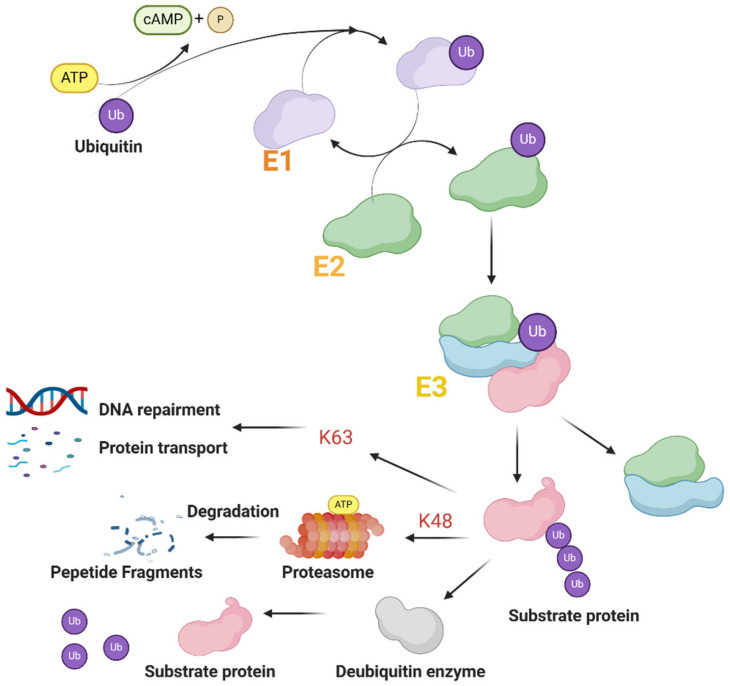 cAMP + P
ATP
Ub
Ub
Ubiquitin
E1
Ub
E2
Ub
E3
DNA repairment
K63
Protein transport
ATP
Degradation
K48
Pepetide Fragments
Proteasome
Ub
Ub
Ub
Substrate protein
Ub
Ub
Ub
Substrate protein
Deubiquitin enzyme